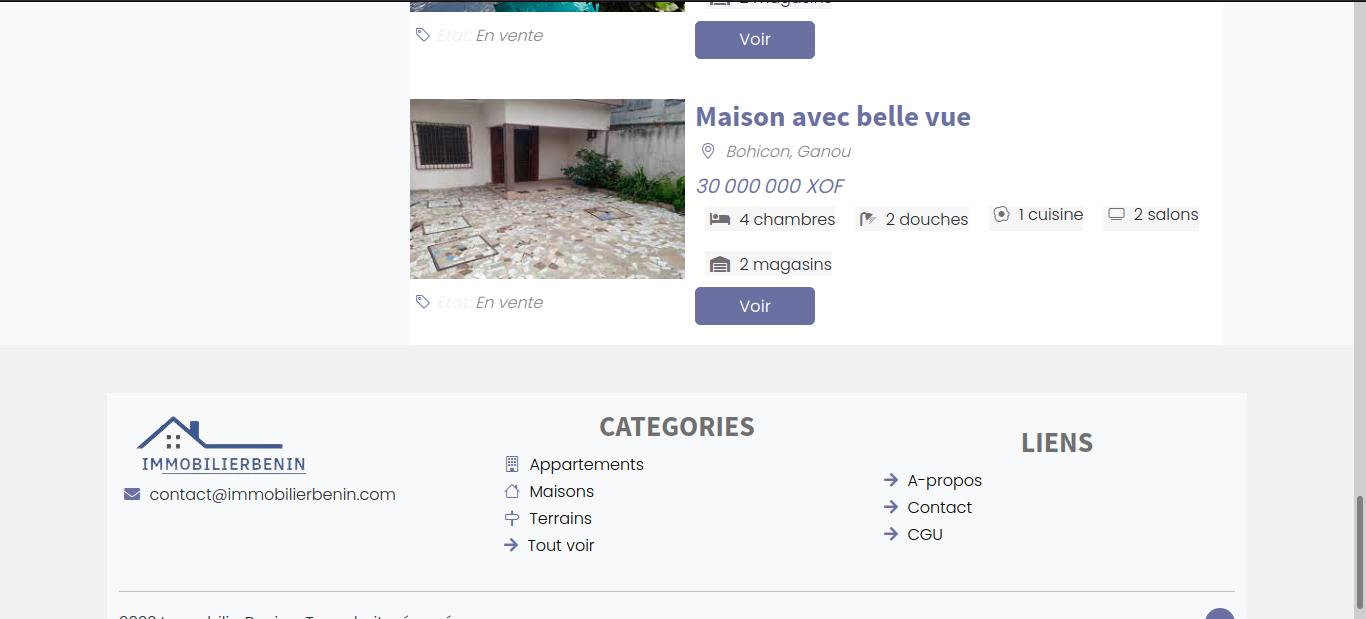 2 magasins
Etat: En vente
Voir
Maison avec belle vue
Bohicon, Ganou
30 000 000 XOF
4 chambres 2 douches 1 cuisine 2 salons
2 magasins
Etat: En vente
Voir
IMMOBILIERBENIN
contact@immobilierbenin.com
CATEGORIES
Appartements
Maisons
Terrains
Tout voir
LIENS
A-propos
Contact
CGU